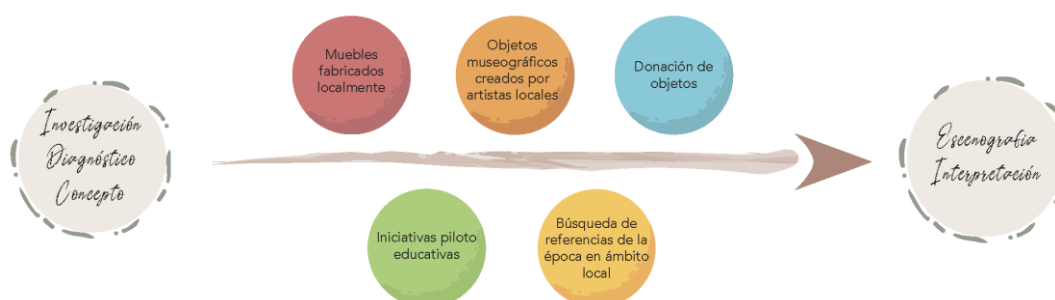 Investigación
Diagnóstico
Concepto
Muebles
fabricados
localmente
Objetos
museográficos
creados por
artistas locales
Donación de
objetos
Iniciativas piloto
educativas
Búsqueda de
referencias de la
época en ámbito
local
Escenografia
Interpretación